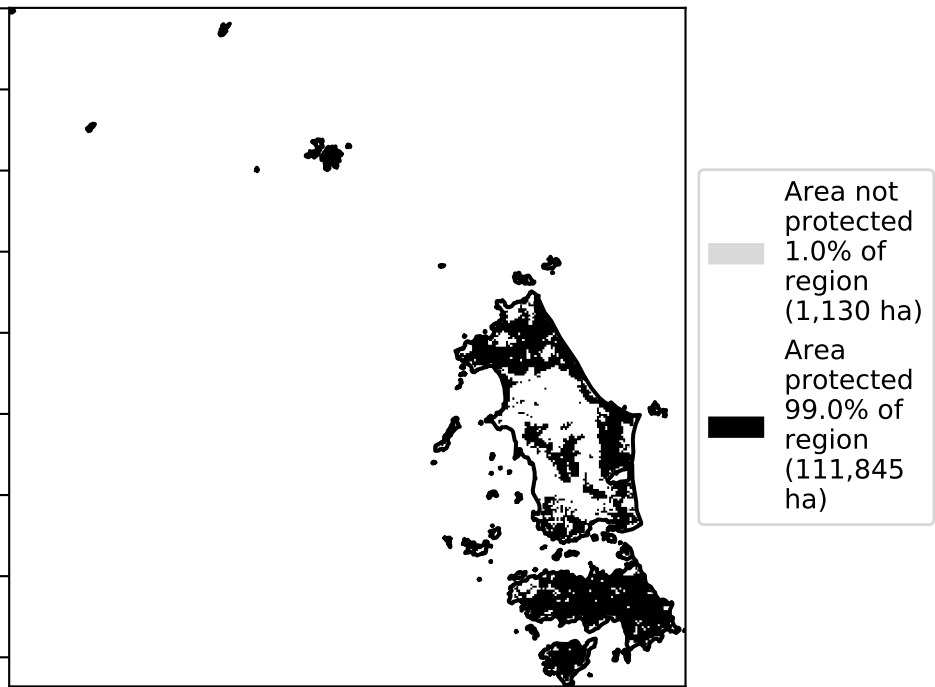 Area not
protected
1.0% of
region
(1,130 ha)
Area
protected
99.0% of
region
(111,845
ha)